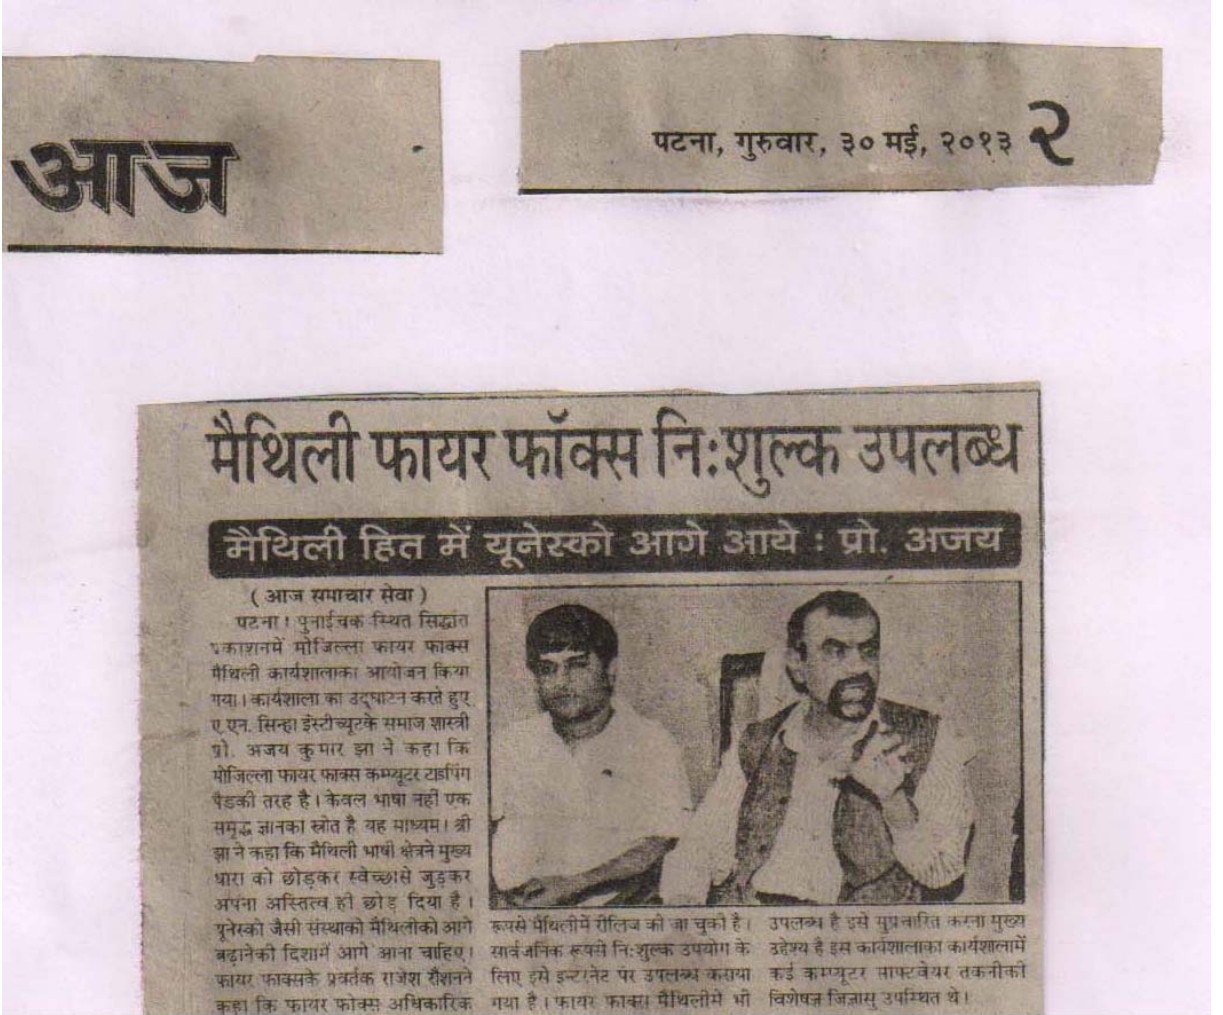 आज
पटना, गुरुवार, ३० मई, २०१३ २
मैथिली फायर फॉक्स नि:शुल्क उपलब्ध
मैथिली हित में यूनेस्को आगे आये : प्रो. अजय
( आज समाचार सेवा )
पटना। पुनाईचक स्थित सिद्धांत
प्रकाशनमें मोजिल्ला फायर फाक्स
मैथिली कार्यशालाका आयोजन किया
गया। कार्यशाला का उद्घाटन करते हुए
ए.एन. सिन्हा इंस्टीच्यूटके समाज शास्त्री
प्रो. अजय कुमार झा ने कहा कि
मोजिल्ला फायर फाक्स कम्प्यूटर टाइपिंग
पैडकी तरह है। केवल भाषा नहीं एक
समृद्ध ज्ञानका स्रोत है यह माध्यम। श्री
झा ने कहा कि मैथिली भाषी क्षेत्रने मुख्य
धारा को छोड़कर स्वेच्छासे जुड़कर
अपना अस्तित्व ही छोड़ दिया है।
यूनेस्को जैसी संस्थाको मैथिलीको आगे
बढ़ानेकी दिशामें आगे आना चाहिए।
फायर फाक्सके प्रवर्तक राजेश रौशनने
कहा कि फायर फोक्स अधिकारिक
रूपसे मैथिलीमें रीलिज की जा चुकी है।
सार्वजनिक रूपसे नि:शुल्क उपयोग के
लिए इसे इन्टरनेट पर उपलब्ध कराया
गया है। फायर फाक्स मैथिलीमे भी
उपलब्ध है इसे सुप्रचारित करना मुख्य
उद्देश्य है इस कार्यशालाका कार्यशालामें
कई कम्प्यूटर साफ्टवेयर तकनीकी
विशेषज्ञ जिज्ञासु उपस्थित थे।